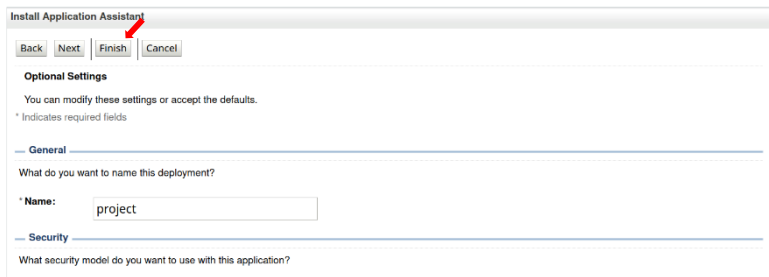 Install Application Assistant
Back Next Finish Cancel
Optional Settings
You can modify these settings or accept the defaults.
* Indicates required fields
General
What do you want to name this deployment?
* Name: project
Security
What security model do you want to use with this application?